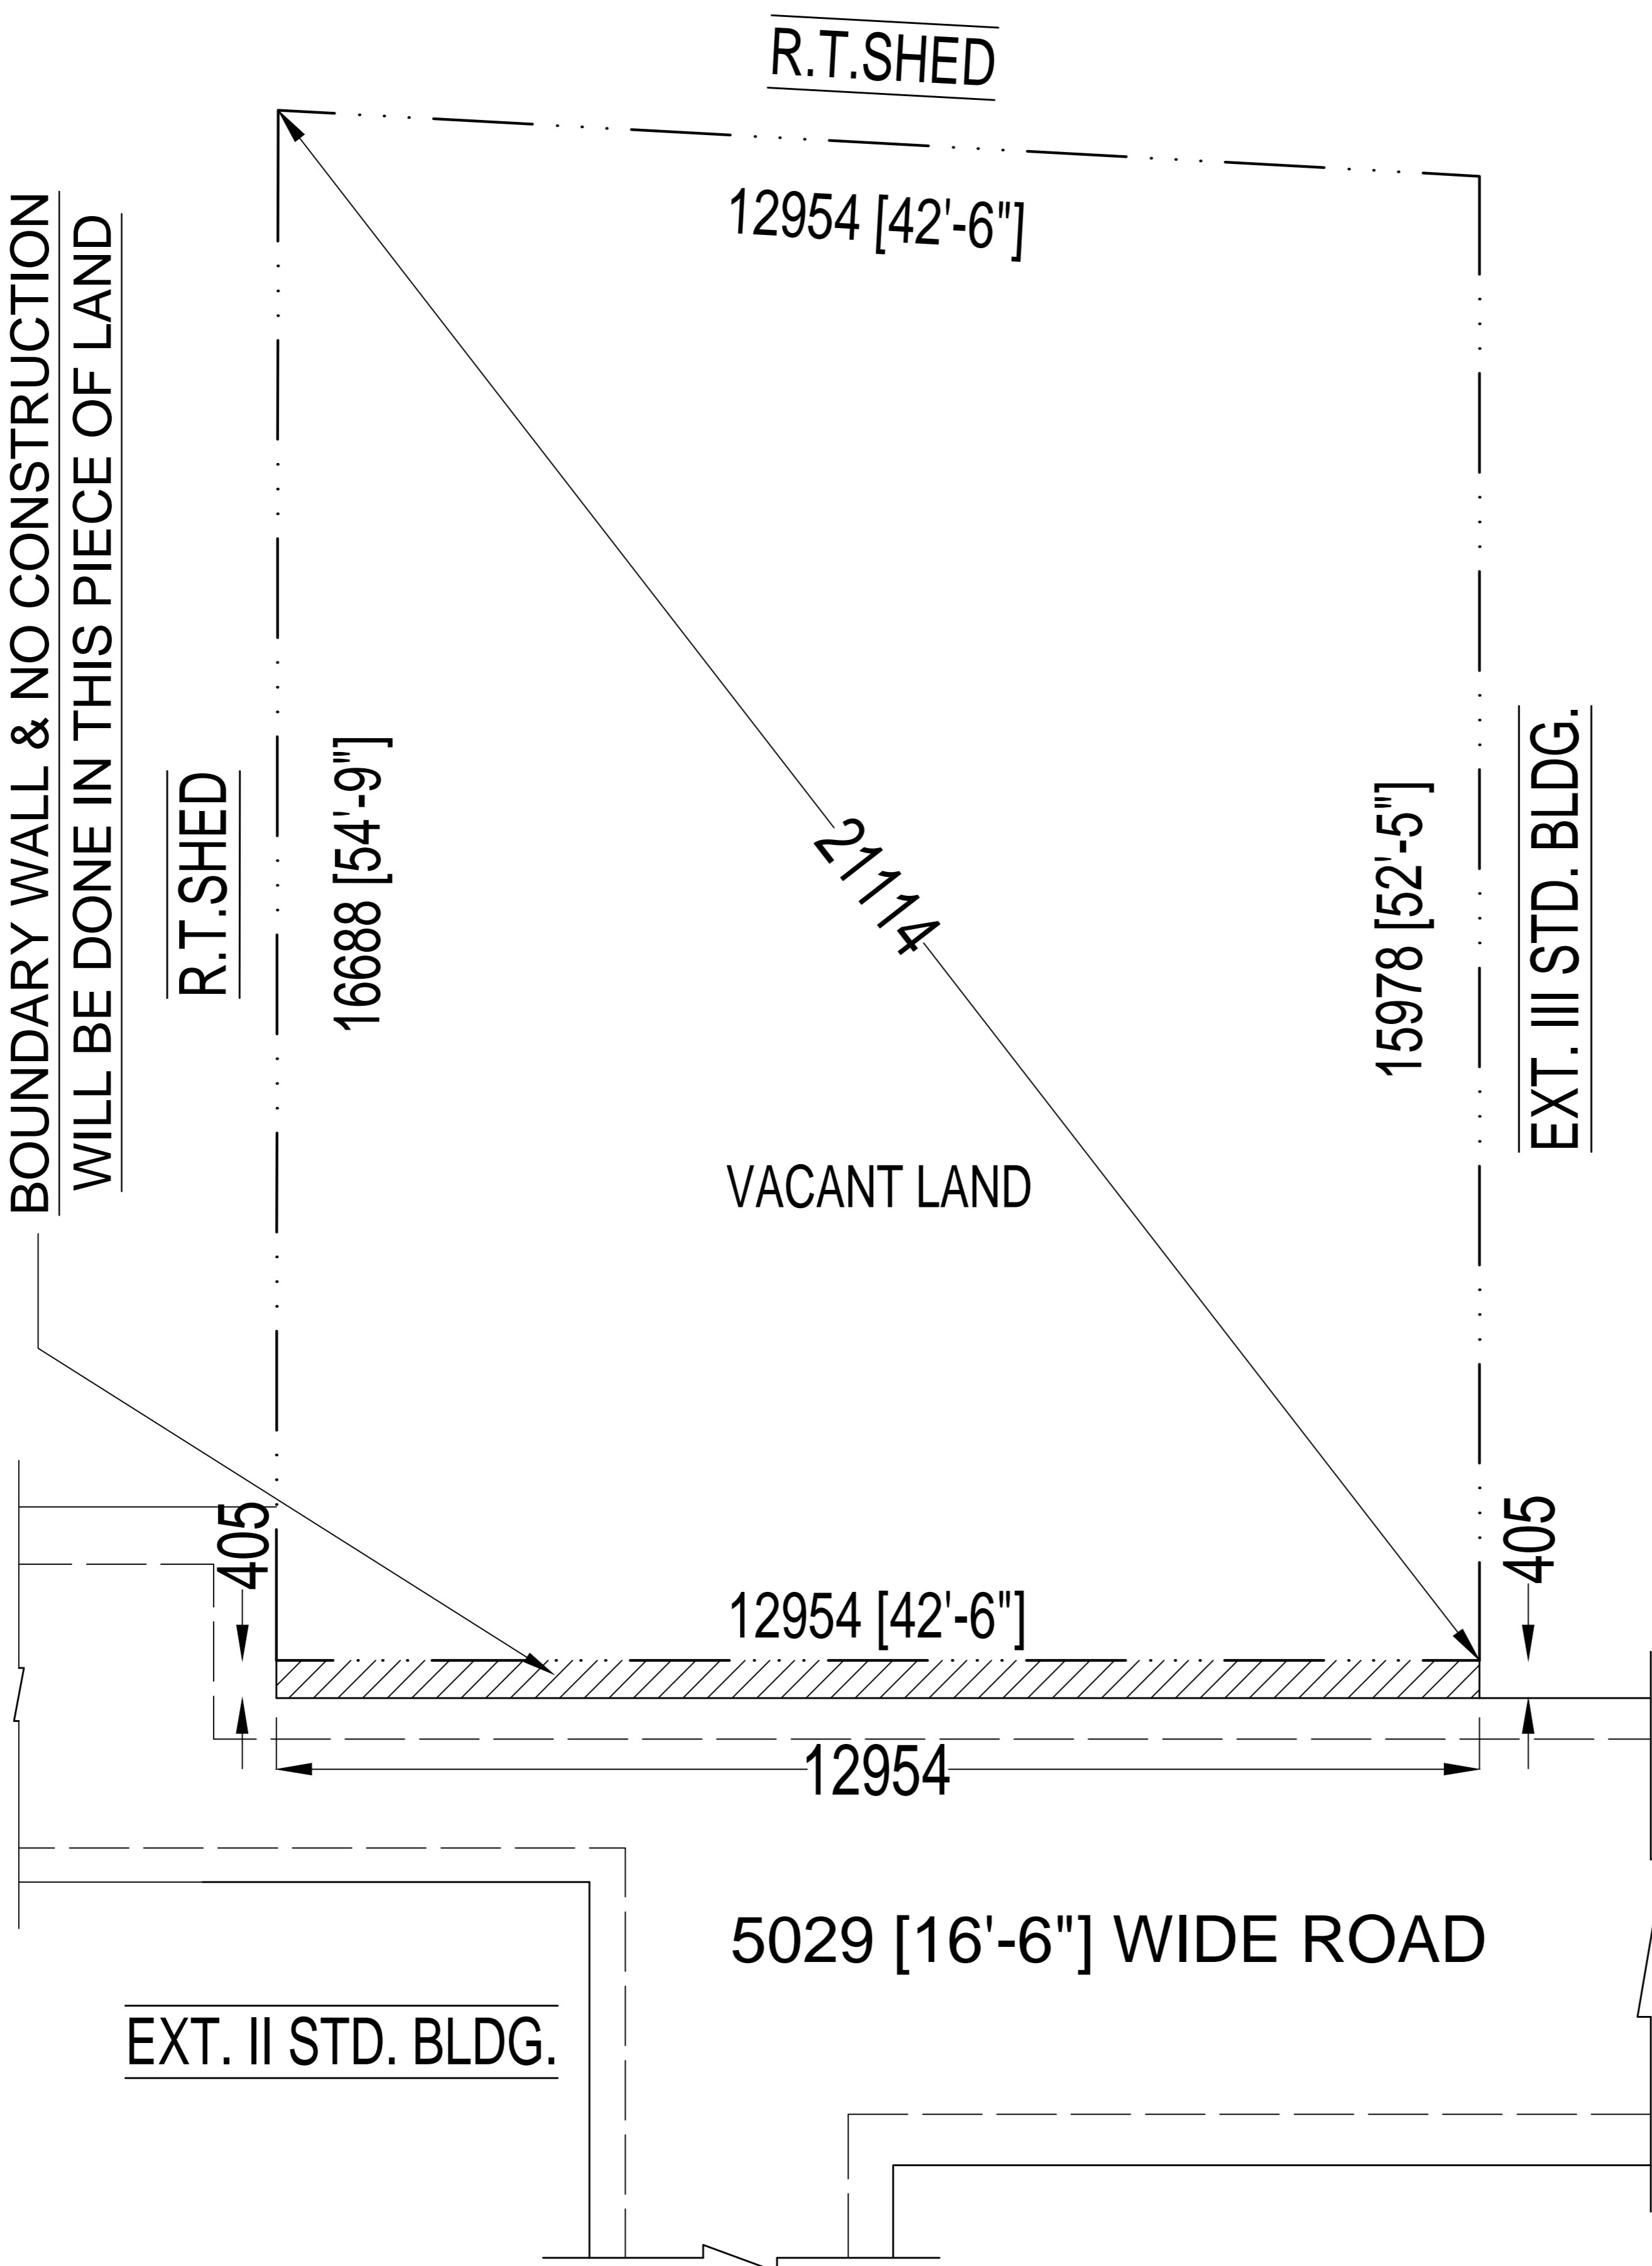 R.T.SHED
12954 [42'-6"]
BOUNDARY WALL & NO CONSTRUCTION
WILL BE DONE IN THIS PIECE OF LAND
R.T.SHED
16688 [54'-9"]
21114
15978 [52'-5"]
EXT. III STD. BLDG.
VACANT LAND
405
405
12954 [42'-6"]
12954
5029 [16'-6"] WIDE ROAD
EXT. II STD. BLDG.